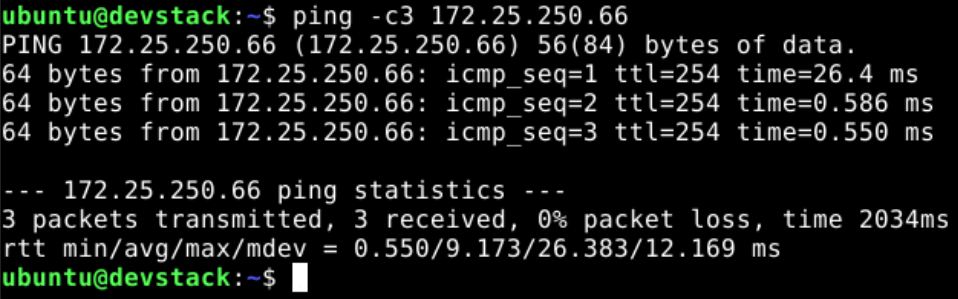 ubuntu@devstack:~$ ping -c3 172.25.250.66
PING 172.25.250.66 (172.25.250.66) 56(84) bytes of data.
64 bytes from 172.25.250.66: icmp_seq=1 ttl=254 time=26.4 ms
64 bytes from 172.25.250.66: icmp_seq=2 ttl=254 time=0.586 ms
64 bytes from 172.25.250.66: icmp_seq=3 ttl=254 time=0.550 ms

--- 172.25.250.66 ping statistics ---
3 packets transmitted, 3 received, 0% packet loss, time 2034ms
rtt min/avg/max/mdev = 0.550/9.173/26.383/12.169 ms
ubuntu@devstack:~$